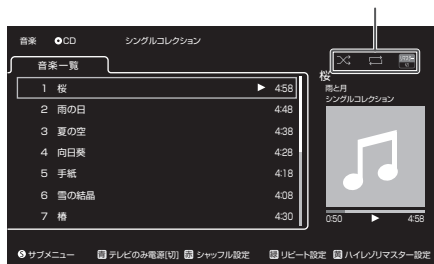 音楽 CD シングルコレクション
音楽一覧
1 桜 4:58
2 雨の日 4:48
3 夏の空 4:38
4 向日葵 4:28
5 手紙 4:18
6 雪の結晶 4:08
7 椿 4:30
桜
雨と月
シングルコレクション
0:50 4:58
S サブメニュー 青 テレビのみ電源[切] 赤 シャッフル設定 緑 リピート設定 黄 ハイレゾリマスター設定